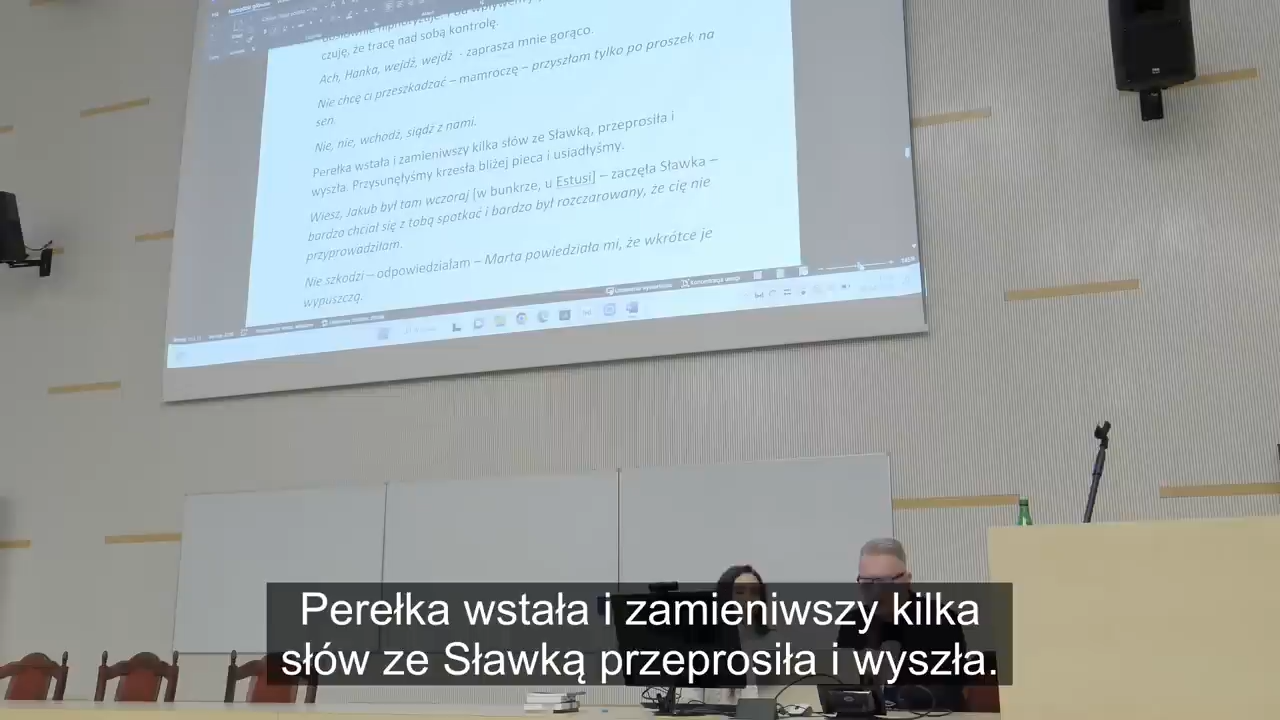 dosłownie hipnotyzuje.
czuję, że tracę nad sobą kontrolę.
Ach, Hanka, wejdź, wejdź - zaprasza mnie gorąco.
Nie chcę ci przeszkadzać – mamroczę – przyszłam tylko po proszek na
sen.
Nie, nie, wchodź, siądź z nami.
Perełka wstała i zamieniwszy kilka słów ze Sławką, przeprosiła i
wyszła. Przysunęłyśmy krzesła bliżej pieca i usiadłyśmy.
Wiesz, Jakub był tam wczoraj [w bunkrze, u Estusi] – zaczęła Sławka –
bardzo chciał się z tobą spotkać i bardzo był rozczarowany, że cię nie
przyprowadziłam.
Nie szkodzi – odpowiedziałam – Marta powiedziała mi, że wkrótce je
wypuszczą.
Perełka wstała i zamieniwszy kilka
słów ze Sławką przeprosiła i wyszła.